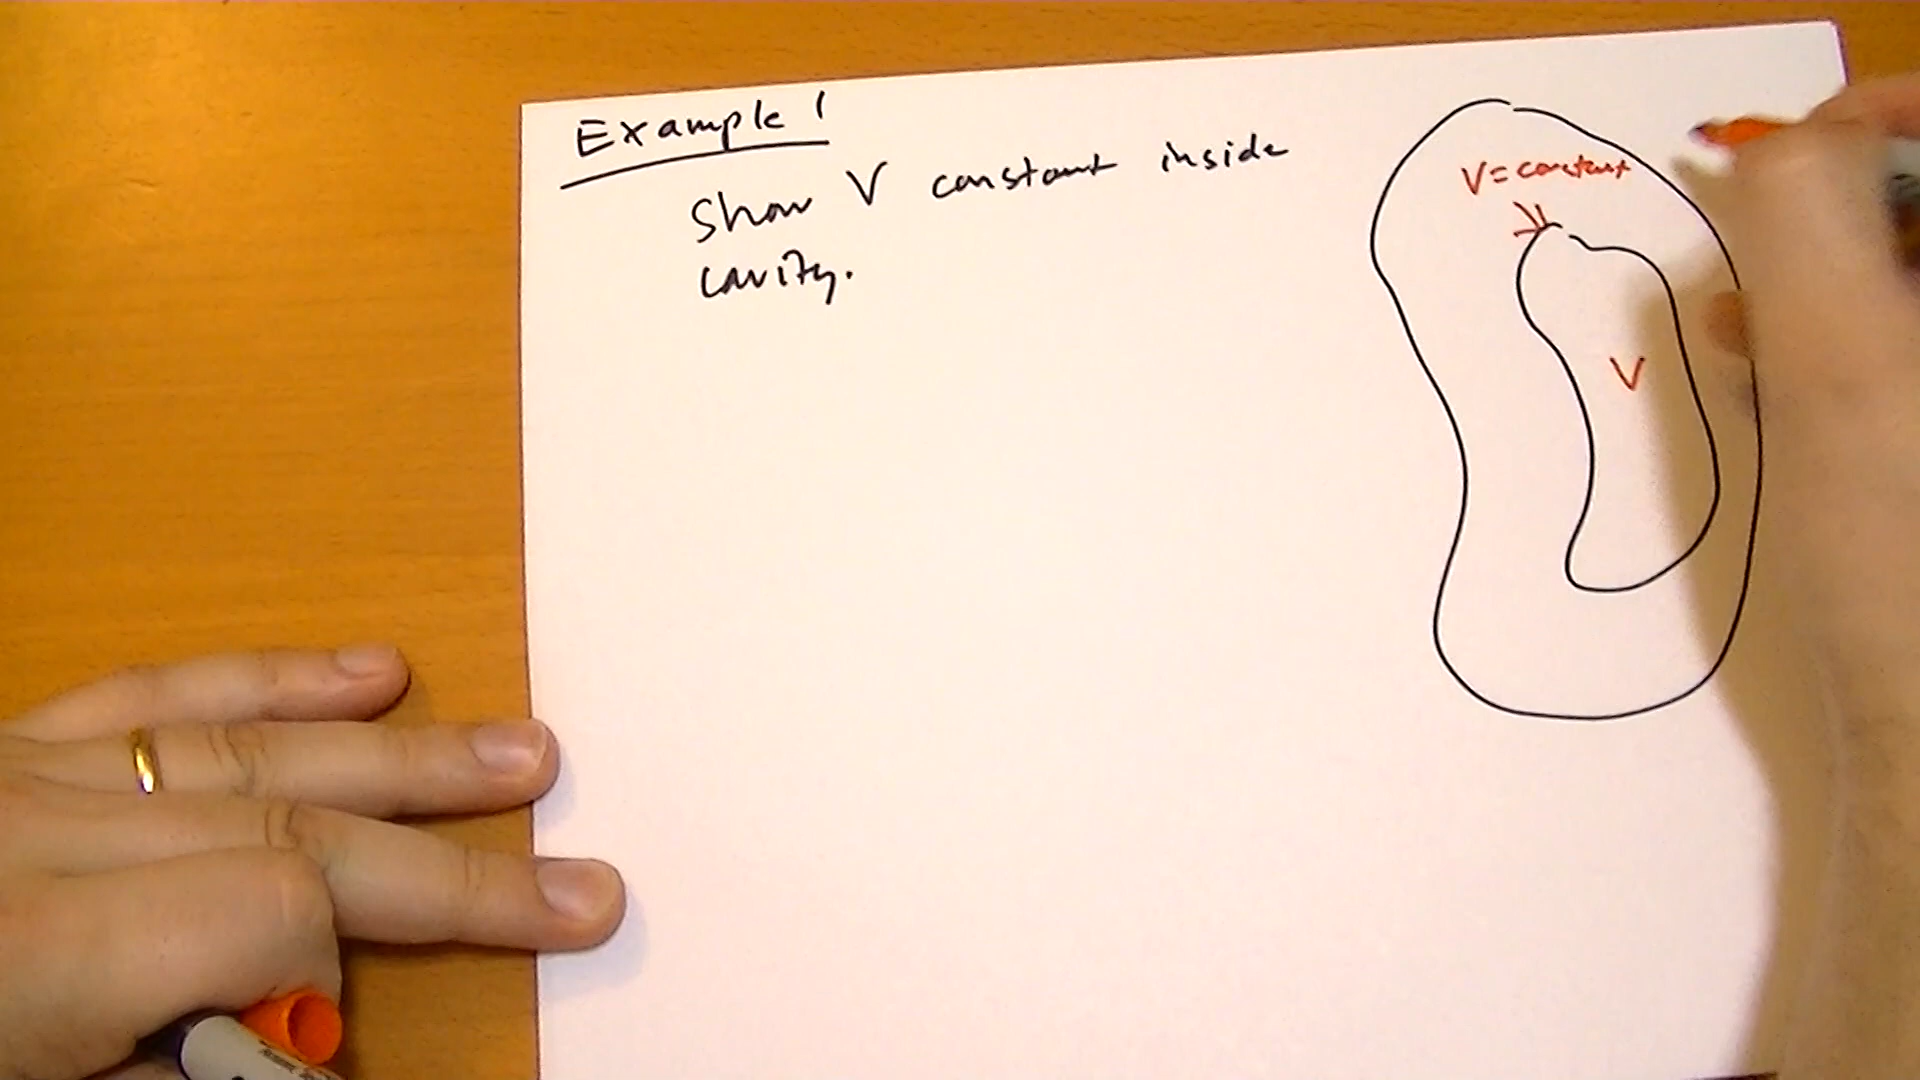 Example 1
Show V constant inside
cavity.
V = constant
V